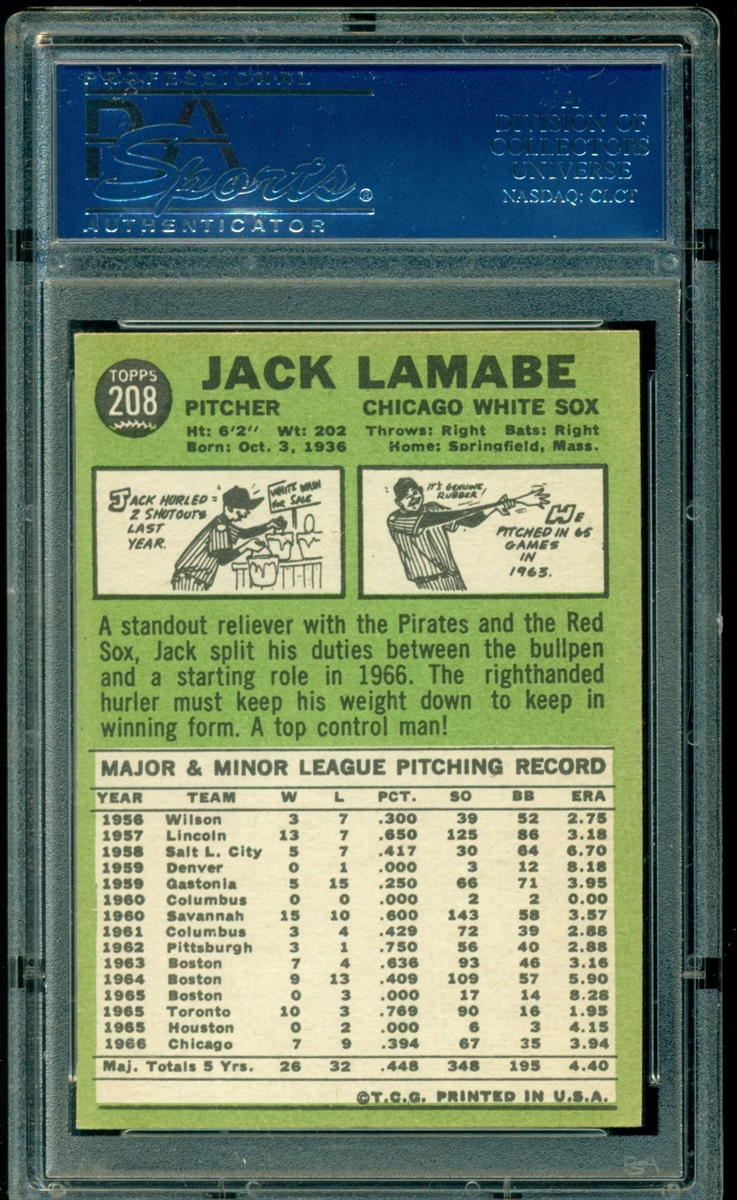 PROFESSIONAL
PSA
Sports®
AUTHENTICATOR
A
DIVISION OF
COLLECTORS
UNIVERSE
NASDAQ: CLCT
TOPPS
208
JACK LAMABE
PITCHER CHICAGO WHITE SOX
Ht: 6'2" Wt: 202 Throws: Right Bats: Right
Born: Oct. 3, 1936 Home: Springfield, Mass.
JACK HURLED
2 SHUTOUTS
LAST
YEAR.
WHITE WASH
FOR SALE
IT'S GENUINE
RUBBER!
HE
PITCHED IN 65
GAMES
IN
1963.
A standout reliever with the Pirates and the Red
Sox, Jack split his duties between the bullpen
and a starting role in 1966. The righthanded
hurler must keep his weight down to keep in
winning form. A top control man!
MAJOR & MINOR LEAGUE PITCHING RECORD
YEAR TEAM W L PCT. SO BB ERA
1956 Wilson 3 7 .300 39 52 2.75
1957 Lincoln 13 7 .650 125 86 3.18
1958 Salt L. City 5 7 .417 30 64 6.70
1959 Denver 0 1 .000 3 12 8.18
1959 Gastonia 5 15 .250 66 71 3.95
1960 Columbus 0 0 .000 2 2 0.00
1960 Savannah 15 10 .600 143 58 3.57
1961 Columbus 3 4 .429 72 39 2.88
1962 Pittsburgh 3 1 .750 56 40 2.88
1963 Boston 7 4 .636 93 46 3.16
1964 Boston 9 13 .409 109 57 5.90
1965 Boston 0 3 .000 17 14 8.28
1965 Toronto 10 3 .769 90 16 1.95
1965 Houston 0 2 .000 6 3 4.15
1966 Chicago 7 9 .394 67 35 3.94
Maj. Totals 5 Yrs. 26 32 .448 348 195 4.40
©T.C.G. PRINTED IN U.S.A.
PSA